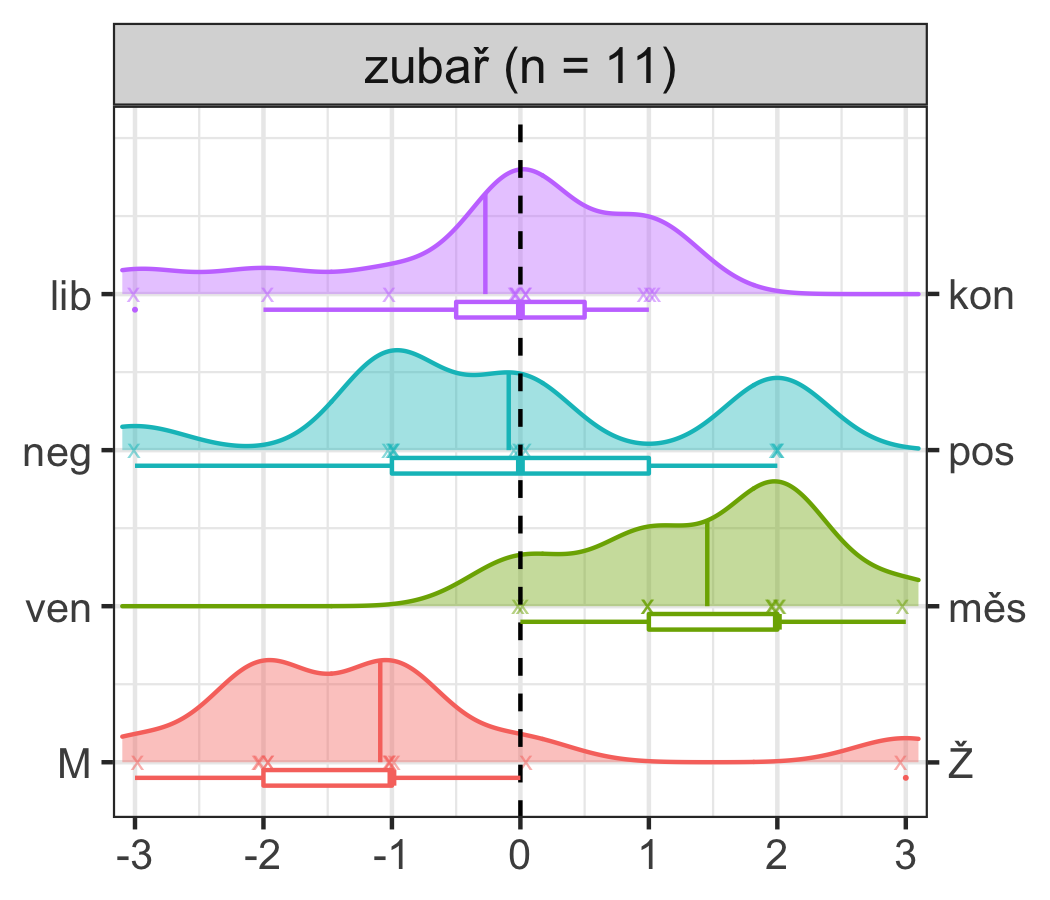 zubař (n = 11)
lib kon
neg pos
ven měs
M Ž
-3 -2 -1 0 1 2 3